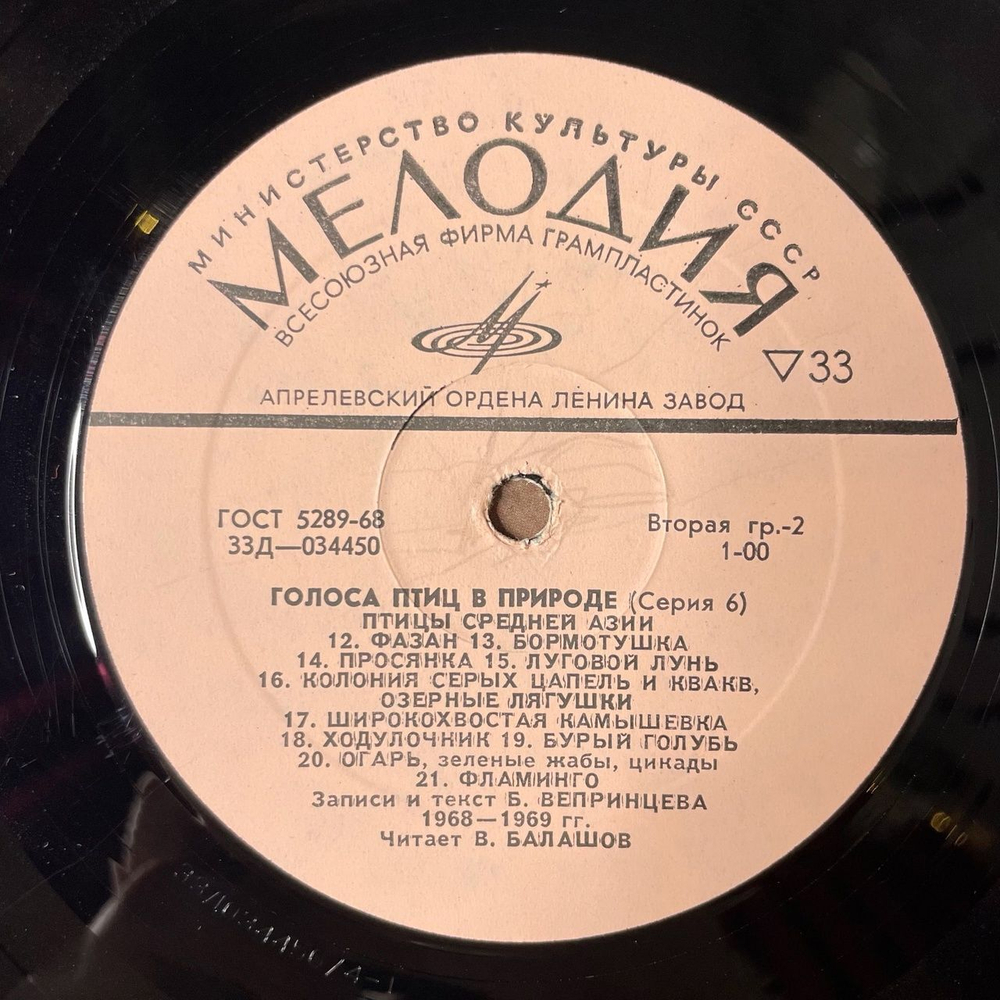 МИНИСТЕРСТВО КУЛЬТУРЫ СССР
МЕЛОДИЯ
ВСЕСОЮЗНАЯ ФИРМА ГРАМПЛАСТИНОК
▽33
АПРЕЛЕВСКИЙ ОРДЕНА ЛЕНИНА ЗАВОД
ГОСТ 5289-68
33Д—034450
Вторая гр.-2
1-00
ГОЛОСА ПТИЦ В ПРИРОДЕ (Серия 6)
ПТИЦЫ СРЕДНЕЙ АЗИИ
12. ФАЗАН 13. БОРМОТУШКА
14. ПРОСЯНКА 15. ЛУГОВОЙ ЛУНЬ
16. КОЛОНИЯ СЕРЫХ ЦАПЕЛЬ И КВАКВ,
ОЗЕРНЫЕ ЛЯГУШКИ
17. ШИРОКОХВОСТАЯ КАМЫШЕВКА
18. ХОДУЛОЧНИК 19. БУРЫЙ ГОЛУБЬ
20. ОГАРЬ, зеленые жабы, цикады
21. ФЛАМИНГО
Записи и текст Б. ВЕПРИНЦЕВА
1968—1969 гг.
Читает В. БАЛАШОВ